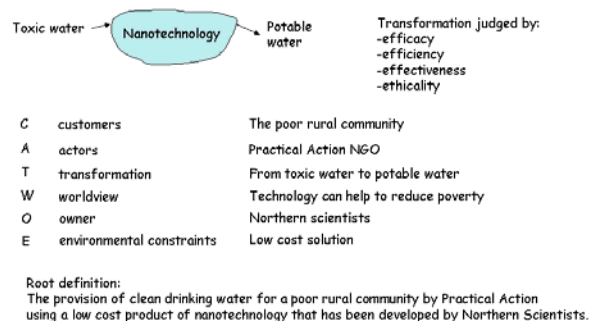 Toxic water
Nanotechnology
Potable
water
Transformation judged by:
-efficacy
-efficiency
-effectiveness
-ethicality
C customers The poor rural community
A actors Practical Action NGO
T transformation From toxic water to potable water
W worldview Technology can help to reduce poverty
O owner Northern scientists
E environmental constraints Low cost solution
Root definition:
The provision of clean drinking water for a poor rural community by Practical Action
using a low cost product of nanotechnology that has been developed by Northern Scientists.